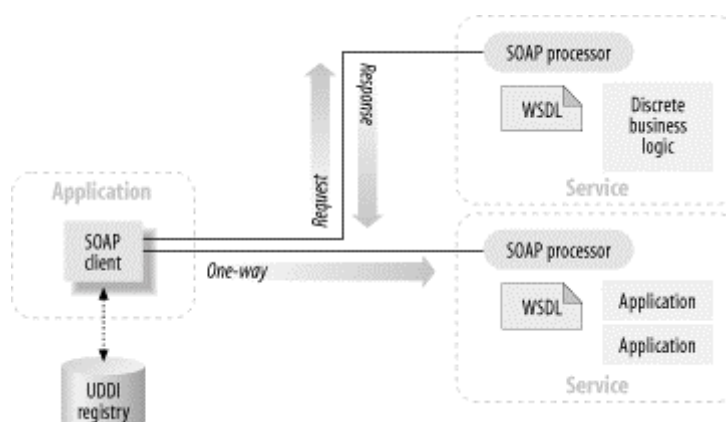 SOAP processor
WSDL
Discrete
business
logic
Service
Response
Request
Application
SOAP
client
One-way
SOAP processor
WSDL
Application
Application
Service
UDDI
registry